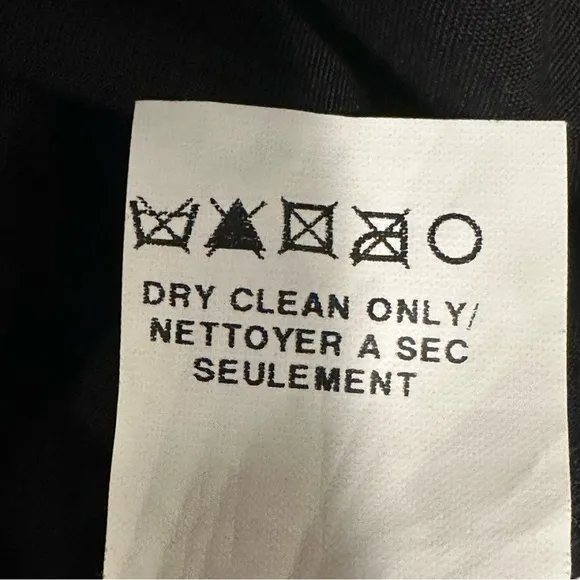 DRY CLEAN ONLY/
NETTOYER A SEC
SEULEMENT